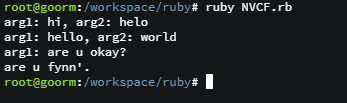 root@goorm:/workspace/ruby# ruby NVCF.rb
arg1: hi, arg2: helo
arg1: hello, arg2: world
arg1: are u okay?
are u fynn'.
root@goorm:/workspace/ruby#